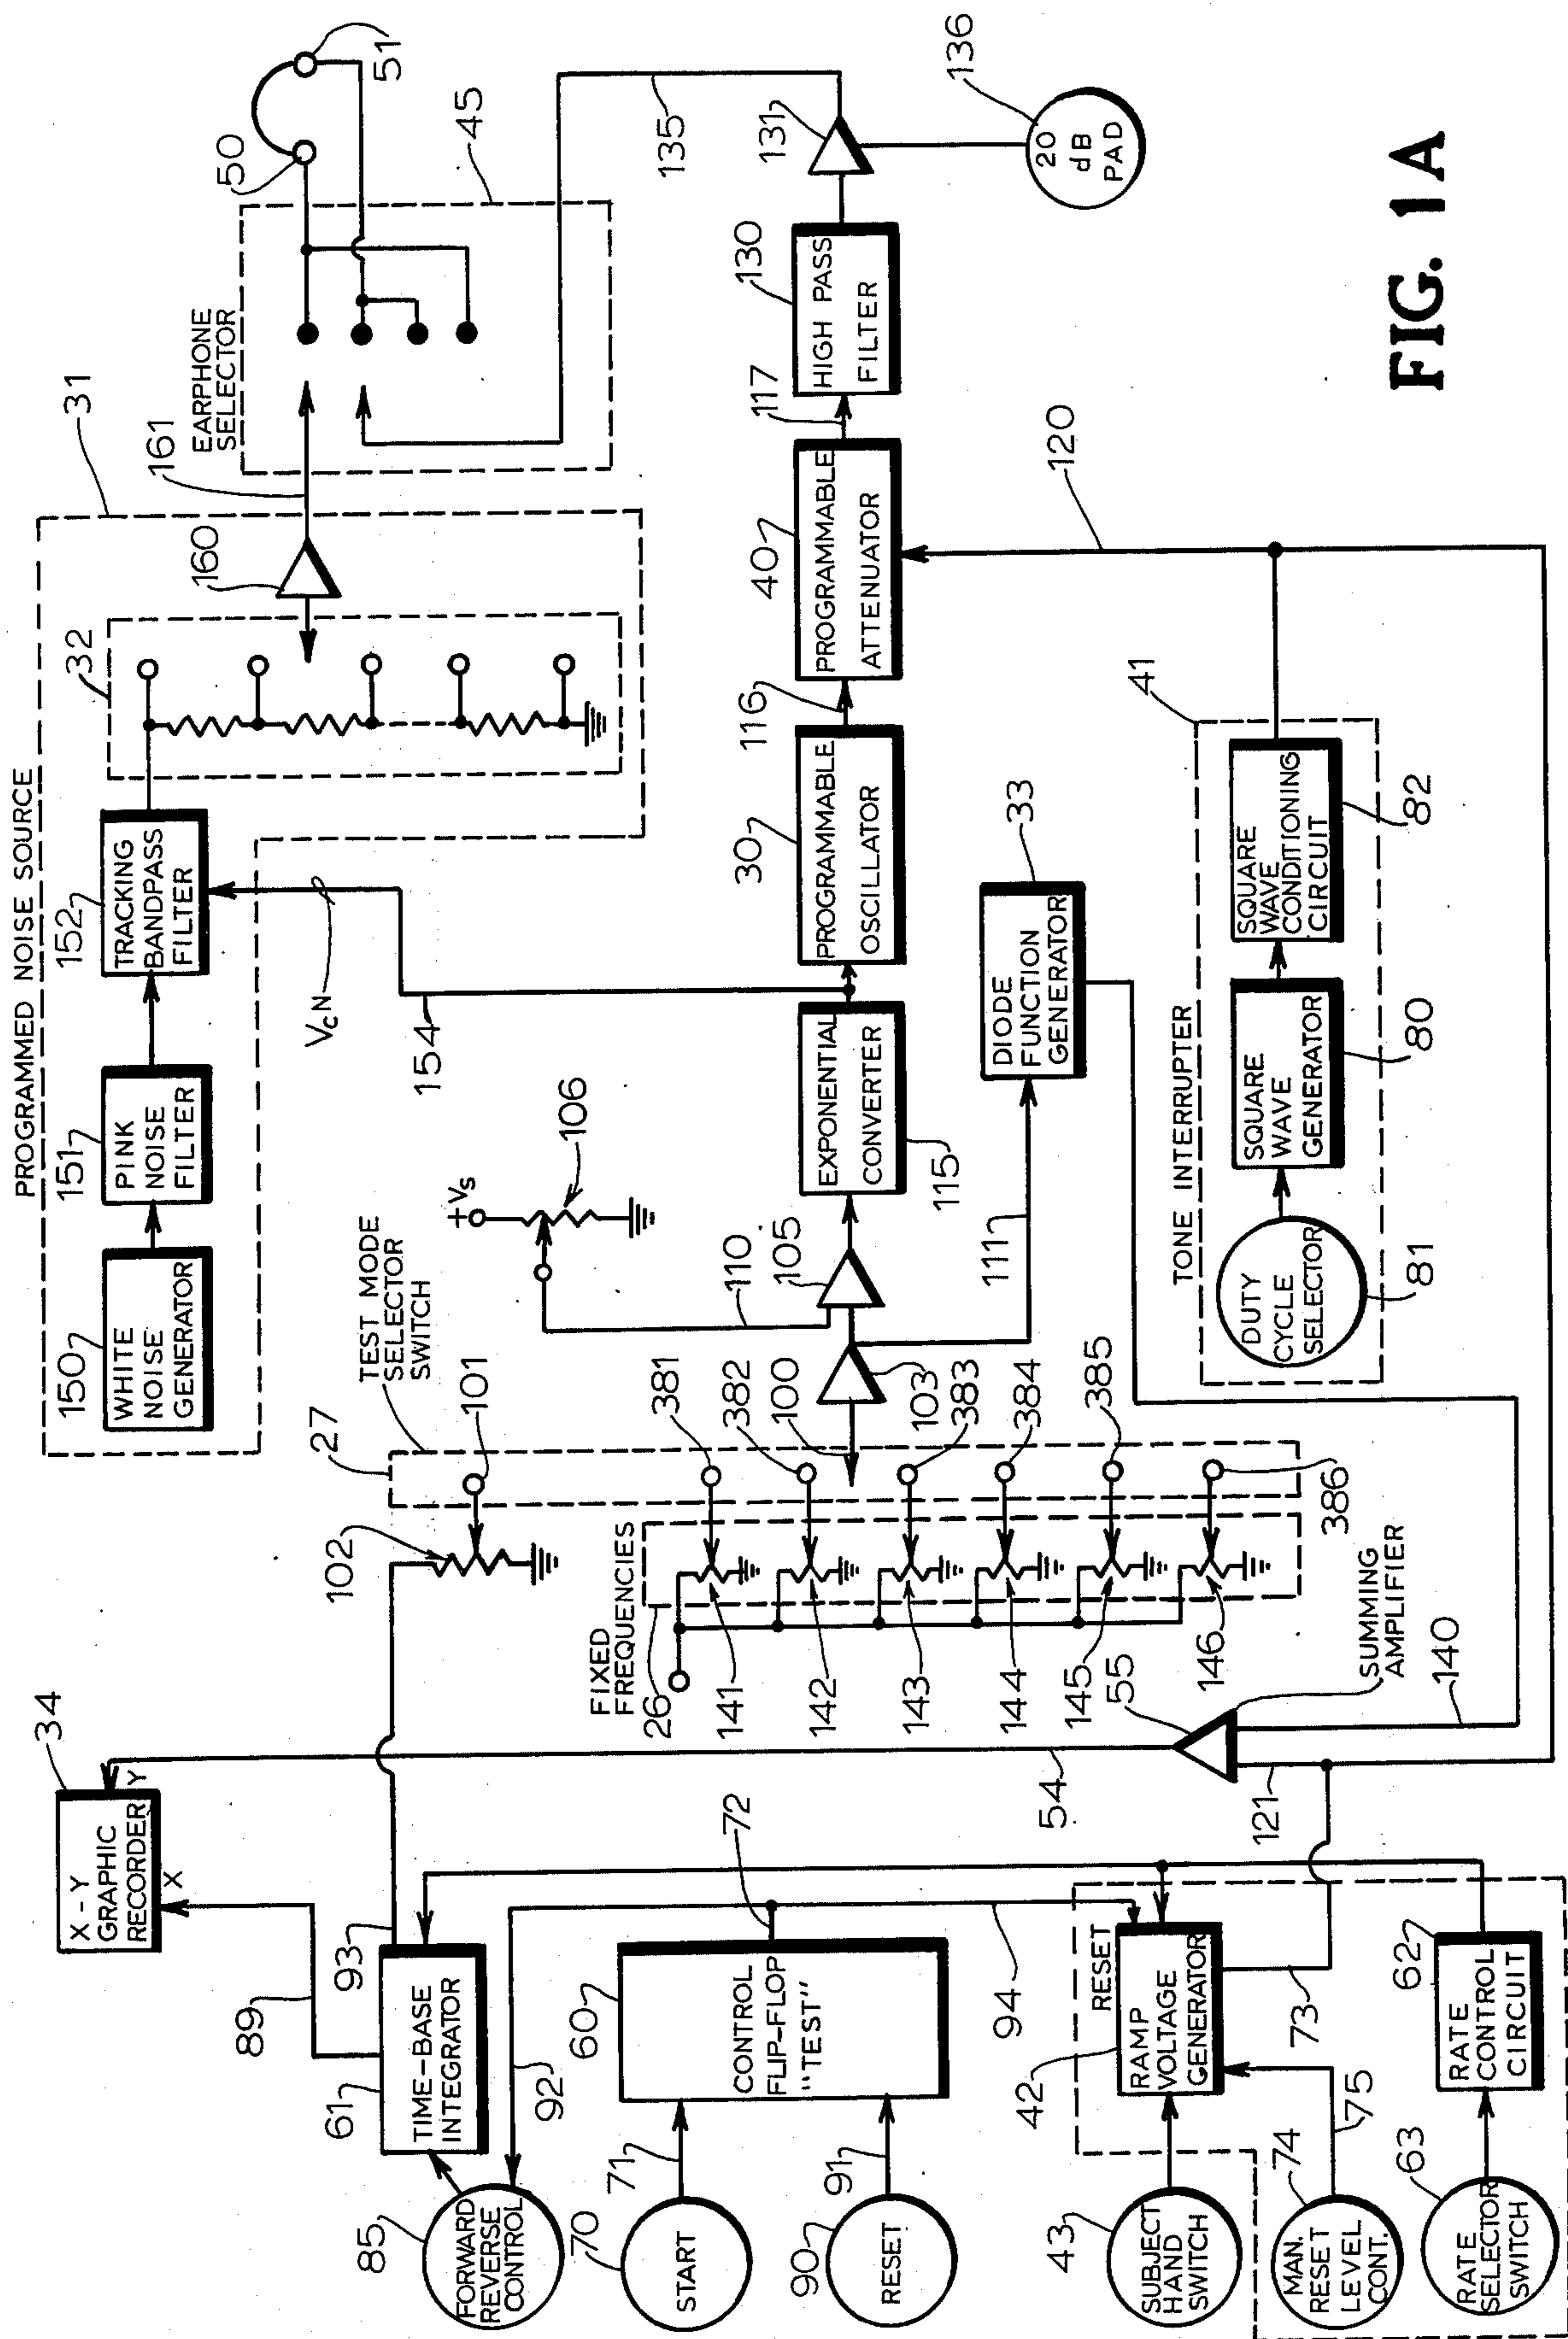 PROGRAMMED NOISE SOURCE
150
WHITE
NOISE
GENERATOR
151
PINK
NOISE
FILTER
152
TRACKING
BANDPASS
FILTER
32
160
161
31
EARPHONE
SELECTOR
50
51
45
VcN
154
34
X-Y
GRAPHIC
RECORDER
X
Y
89
93
61
TIME-BASE
INTEGRATOR
85
FORWARD
REVERSE
CONTROL
92
102
27
TEST MODE
SELECTOR
SWITCH
101
+Vs
106
110
FIXED
FREQUENCIES
26
141
142
143
144
145
146
381
382
383
384
385
386
100
103
105
111
EXPONENTIAL
CONVERTER
115
30
PROGRAMMABLE
OSCILLATOR
116
40
PROGRAMMABLE
ATTENUATOR
117
130
HIGH PASS
FILTER
131
135
136
20
dB
PAD
70
START
71
60
CONTROL
FLIP-FLOP
"TEST"
72
90
RESET
91
94
54
33
DIODE
FUNCTION
GENERATOR
120
43
SUBJECT
HAND
SWITCH
42
RESET
RAMP
VOLTAGE
GENERATOR
73
74
MAN.
RESET
LEVEL
CONT.
75
63
RATE
SELECTOR
SWITCH
62
RATE
CONTROL
CIRCUIT
55
121
SUMMING
AMPLIFIER
140
TONE INTERRUPTER
41
DUTY
CYCLE
SELECTOR
81
SQUARE
WAVE
GENERATOR
80
SQUARE
WAVE
CONDITIONING
CIRCUIT
82
FIG. 1A